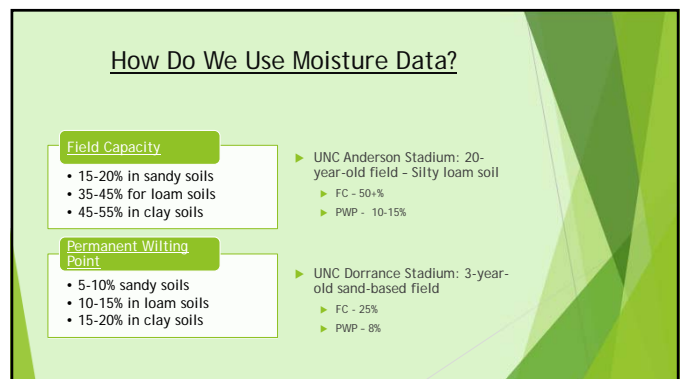 How Do We Use Moisture Data?
Field Capacity
• 15-20% in sandy soils
• 35-45% for loam soils
• 45-55% in clay soils
Permanent Wilting
Point
• 5-10% sandy soils
• 10-15% in loam soils
• 15-20% in clay soils
UNC Anderson Stadium: 20-
year-old field – Silty loam soil
FC – 50+%
PWP - 10-15%
UNC Dorrance Stadium: 3-year-
old sand-based field
FC - 25%
PWP – 8%